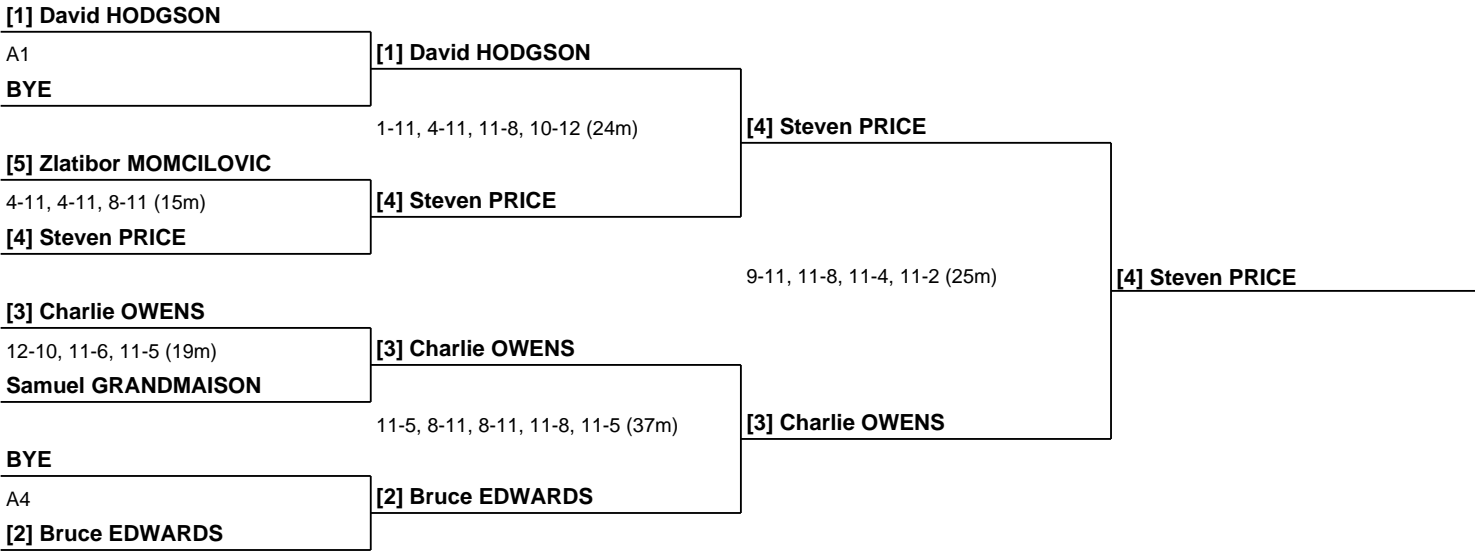 [1] David HODGSON
A1
[1] David HODGSON
BYE
1-11, 4-11, 11-8, 10-12 (24m)
[4] Steven PRICE
[5] Zlatibor MOMCILOVIC
4-11, 4-11, 8-11 (15m)
[4] Steven PRICE
[4] Steven PRICE
9-11, 11-8, 11-4, 11-2 (25m)
[4] Steven PRICE
[3] Charlie OWENS
12-10, 11-6, 11-5 (19m)
[3] Charlie OWENS
Samuel GRANDMAISON
11-5, 8-11, 8-11, 11-8, 11-5 (37m)
[3] Charlie OWENS
BYE
A4
[2] Bruce EDWARDS
[2] Bruce EDWARDS